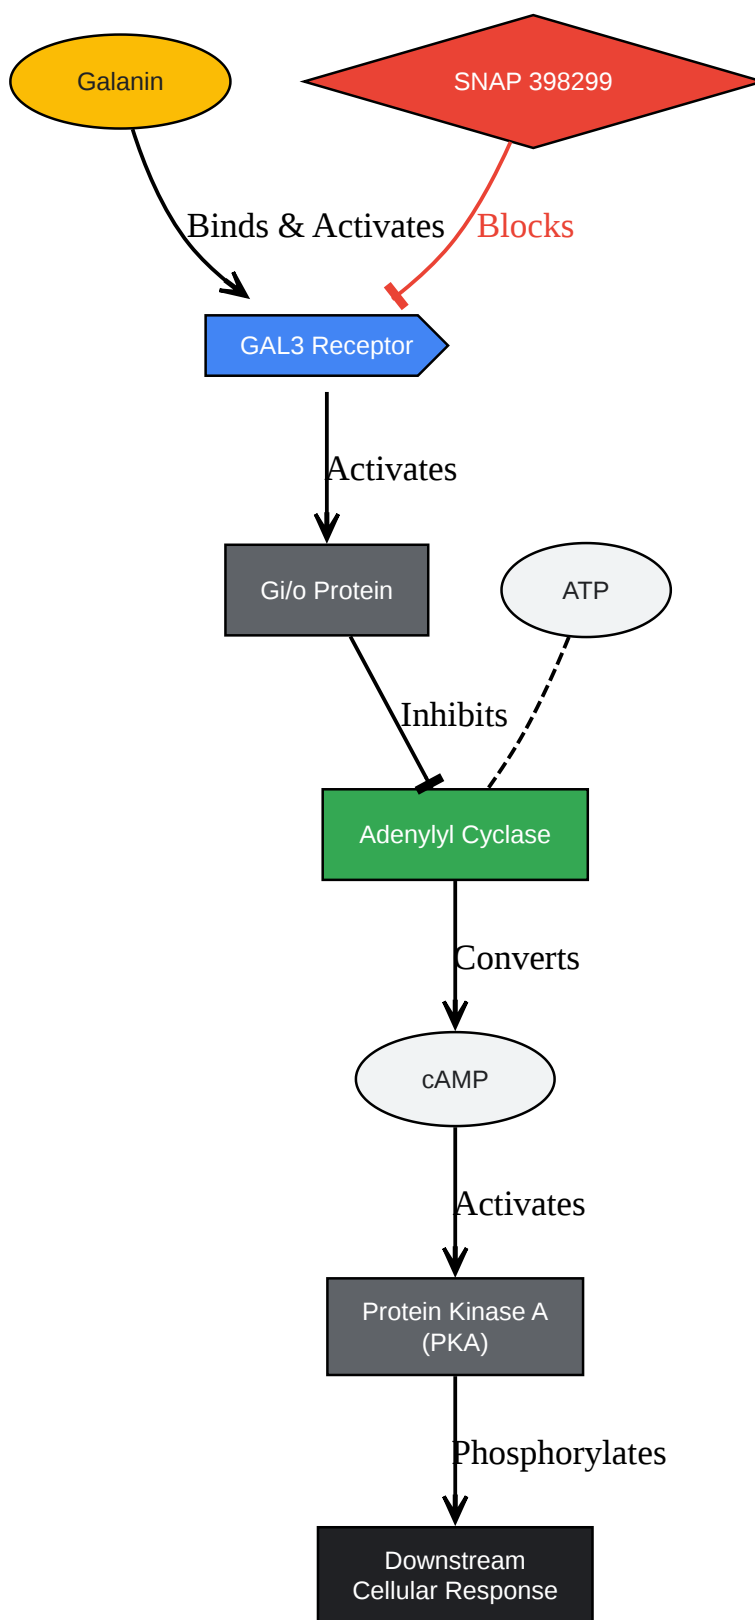 Galanin
SNAP 398299
Binds & Activates
Blocks
GAL3 Receptor
Activates
Gi/o Protein
ATP
Inhibits
Adenylyl Cyclase
Converts
cAMP
Activates
Protein Kinase A
(PKA)
Phosphorylates
Downstream
Cellular Response